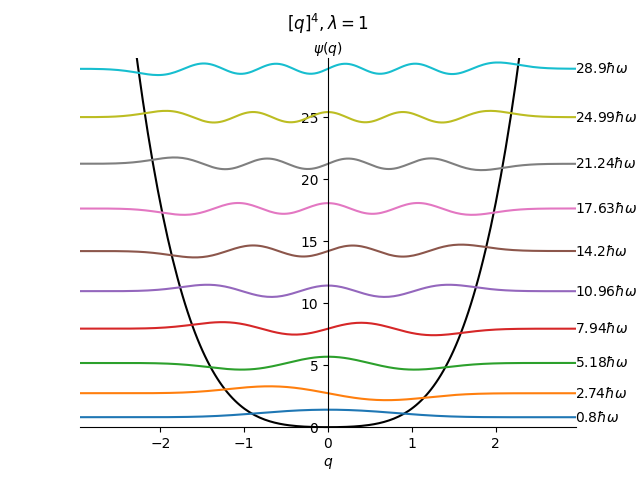 [q]⁴, λ = 1
ψ(q)
28.9ħω
24.99ħω
25
21.24ħω
20
17.63ħω
15
14.2ħω
10.96ħω
10
7.94ħω
5.18ħω
5
2.74ħω
0.8ħω
0
−2 −1 0 1 2
q